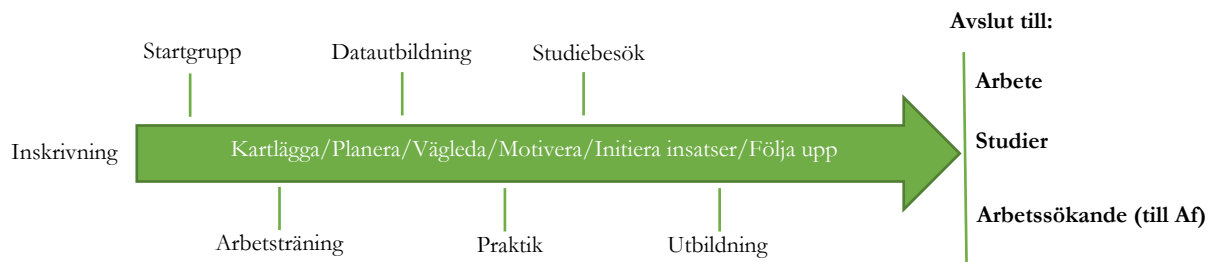 Avslut till:
Startgrupp
Datautbildning
Studiebesök
Arbete
Inskrivning
Kartlägga/Planera/Vägleda/Motivera/Initiera insatser/Följa upp
Studier
Arbetsträning
Praktik
Utbildning
Arbetssökande (till Af)